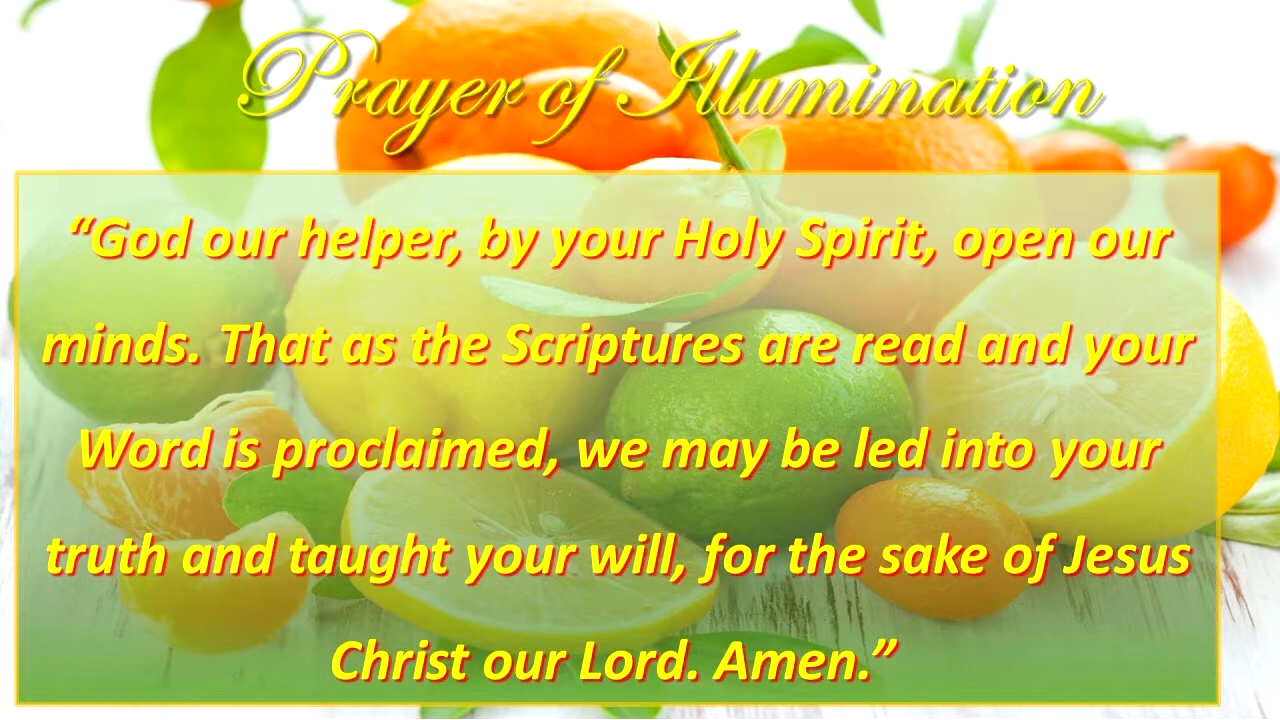 Prayer of Illumination
“God our helper, by your Holy Spirit, open our
minds. That as the Scriptures are read and your
Word is proclaimed, we may be led into your
truth and taught your will, for the sake of Jesus
Christ our Lord. Amen.”